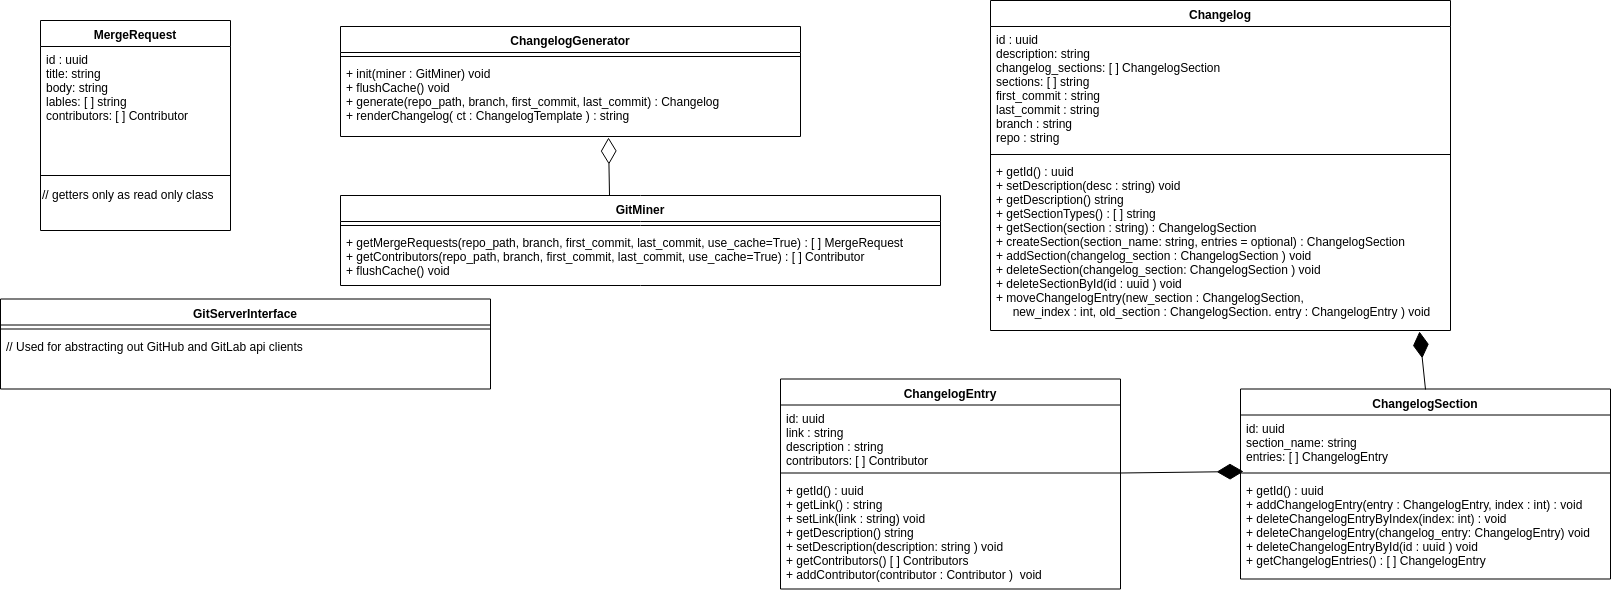 MergeRequest
id : uuid
title: string
body: string
lables: [ ] string
contributors: [ ] Contributor
// getters only as read only class
ChangelogGenerator
+ init(miner : GitMiner) void
+ flushCache() void
+ generate(repo_path, branch, first_commit, last_commit) : Changelog
+ renderChangelog( ct : ChangelogTemplate ) : string
GitMiner
+ getMergeRequests(repo_path, branch, first_commit, last_commit, use_cache=True) : [ ] MergeRequest
+ getContributors(repo_path, branch, first_commit, last_commit, use_cache=True) : [ ] Contributor
+ flushCache() void
GitServerInterface
// Used for abstracting out GitHub and GitLab api clients
Changelog
id : uuid
description: string
changelog_sections: [ ] ChangelogSection
sections: [ ] string
first_commit : string
last_commit : string
branch : string
repo : string
+ getId() : uuid
+ setDescription(desc : string) void
+ getDescription() string
+ getSectionTypes() : [ ] string
+ getSection(section : string) : ChangelogSection
+ createSection(section_name: string, entries = optional) : ChangelogSection
+ addSection(changelog_section : ChangelogSection ) void
+ deleteSection(changelog_section: ChangelogSection ) void
+ deleteSectionById(id : uuid ) void
+ moveChangelogEntry(new_section : ChangelogSection,
new_index : int, old_section : ChangelogSection. entry : ChangelogEntry ) void
ChangelogEntry
id: uuid
link : string
description : string
contributors: [ ] Contributor
+ getId() : uuid
+ getLink() : string
+ setLink(link : string) void
+ getDescription() string
+ setDescription(description: string ) void
+ getContributors() [ ] Contributors
+ addContributor(contributor : Contributor ) void
ChangelogSection
id: uuid
section_name: string
entries: [ ] ChangelogEntry
+ getId() : uuid
+ addChangelogEntry(entry : ChangelogEntry, index : int) : void
+ deleteChangelogEntryByIndex(index: int) : void
+ deleteChangelogEntry(changelog_entry: ChangelogEntry) void
+ deleteChangelogEntryById(id : uuid ) void
+ getChangelogEntries() : [ ] ChangelogEntry